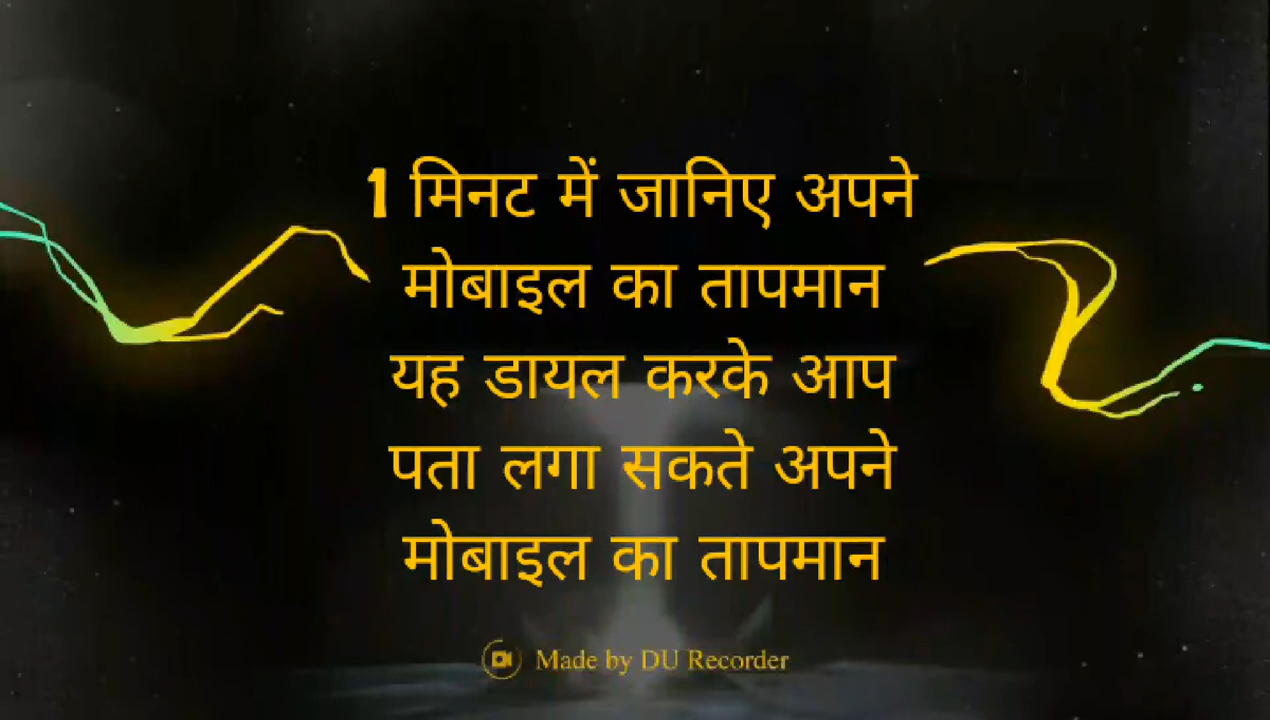 1 मिनट में जानिए अपने
मोबाइल का तापमान
यह डायल करके आप
पता लगा सकते अपने
मोबाइल का तापमान
Made by DU Recorder